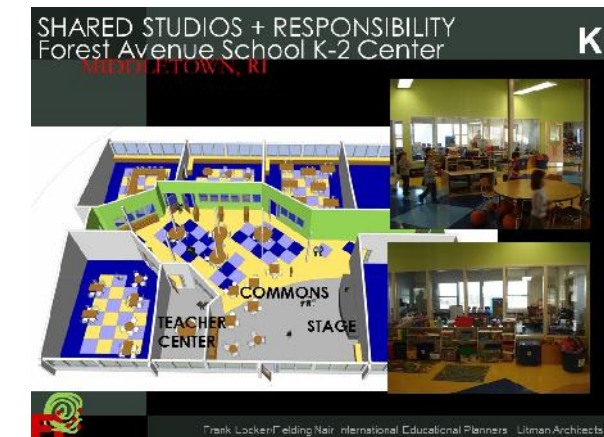 SHARED STUDIOS + RESPONSIBILITY
Forest Avenue School K-2 Center
K
MIDDLETOWN, RI
COMMONS
TEACHER
CENTER
STAGE
Frank Locker/Fielding Nair International Educational Planners Litman Architects